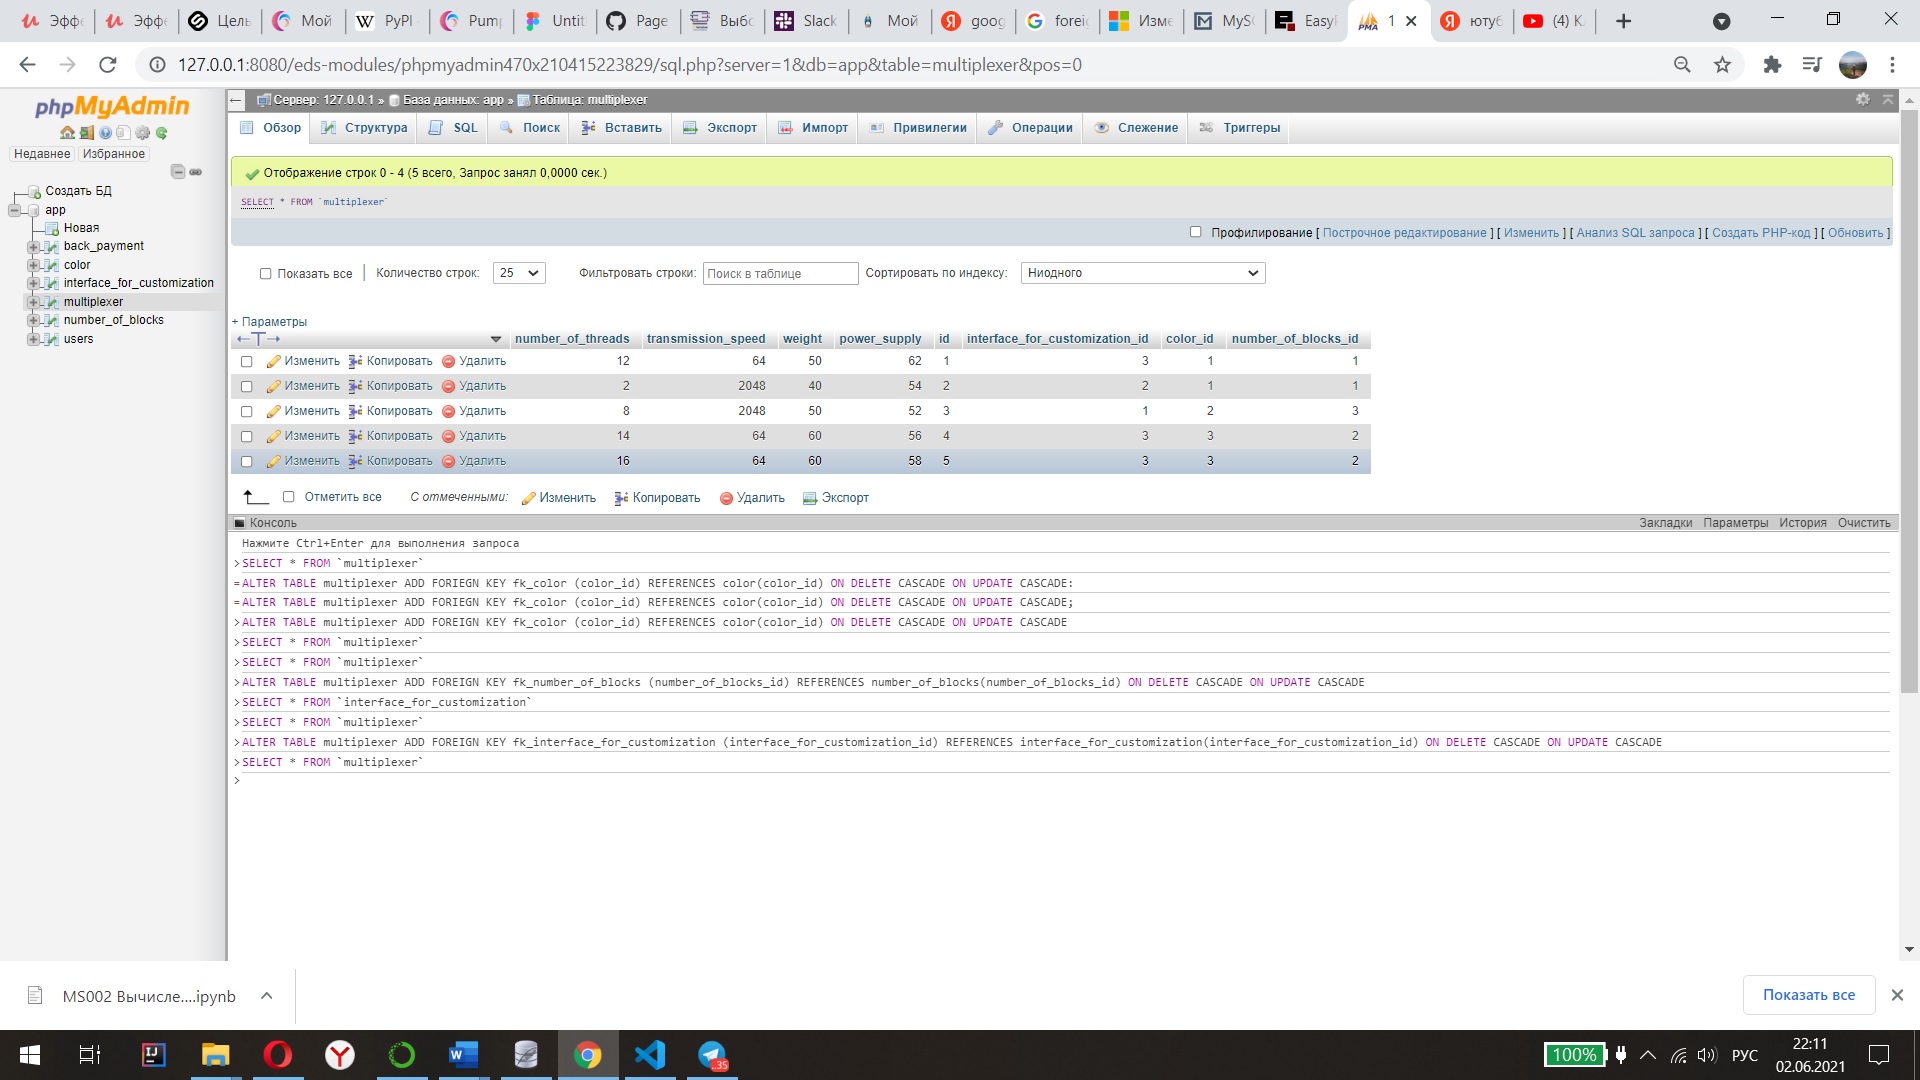 Эффе Эффе Цель Мой PyPI Pump Untit Page Выбо Slack Мой goog foreig Изме MySQ EasyP 1 ютуб (4) К
127.0.0.1:8080/eds-modules/phpmyadmin470x210415223829/sql.php?server=1&db=app&table=multiplexer&pos=0
phpMyAdmin
Недавнее Избранное
Создать БД
app
Новая
back_payment
color
interface_for_customization
multiplexer
number_of_blocks
users
Сервер: 127.0.0.1 » База данных: app » Таблица: multiplexer
Обзор Структура SQL Поиск Вставить Экспорт Импорт Привилегии Операции Слежение Триггеры
Отображение строк 0 - 4 (5 всего, Запрос занял 0,0000 сек.)
SELECT * FROM `multiplexer`
Профилирование [ Построчное редактирование ] [ Изменить ] [ Анализ SQL запроса ] [ Создать PHP-код ] [ Обновить ]
Показать все Количество строк: 25 Фильтровать строки: Поиск в таблице Сортировать по индексу: Ниодного
+ Параметры
←T→ number_of_threads transmission_speed weight power_supply id interface_for_customization_id color_id number_of_blocks_id
Изменить Копировать Удалить 12 64 50 62 1 3 1 1
Изменить Копировать Удалить 2 2048 40 54 2 2 1 1
Изменить Копировать Удалить 8 2048 50 52 3 1 2 3
Изменить Копировать Удалить 14 64 60 56 4 3 3 2
Изменить Копировать Удалить 16 64 60 58 5 3 3 2
Отметить все С отмеченными: Изменить Копировать Удалить Экспорт
Консоль Закладки Параметры История Очистить
Нажмите Ctrl+Enter для выполнения запроса
>SELECT * FROM `multiplexer`
=ALTER TABLE multiplexer ADD FORIEGN KEY fk_color (color_id) REFERENCES color(color_id) ON DELETE CASCADE ON UPDATE CASCADE:
=ALTER TABLE multiplexer ADD FORIEGN KEY fk_color (color_id) REFERENCES color(color_id) ON DELETE CASCADE ON UPDATE CASCADE;
>ALTER TABLE multiplexer ADD FOREIGN KEY fk_color (color_id) REFERENCES color(color_id) ON DELETE CASCADE ON UPDATE CASCADE
>SELECT * FROM `multiplexer`
>SELECT * FROM `multiplexer`
>ALTER TABLE multiplexer ADD FOREIGN KEY fk_number_of_blocks (number_of_blocks_id) REFERENCES number_of_blocks(number_of_blocks_id) ON DELETE CASCADE ON UPDATE CASCADE
>SELECT * FROM `interface_for_customization`
>SELECT * FROM `multiplexer`
>ALTER TABLE multiplexer ADD FOREIGN KEY fk_interface_for_customization (interface_for_customization_id) REFERENCES interface_for_customization(interface_for_customization_id) ON DELETE CASCADE ON UPDATE CASCADE
>SELECT * FROM `multiplexer`
>
MS002 Вычисле....ipynb Показать все
100% РУС 22:11
02.06.2021